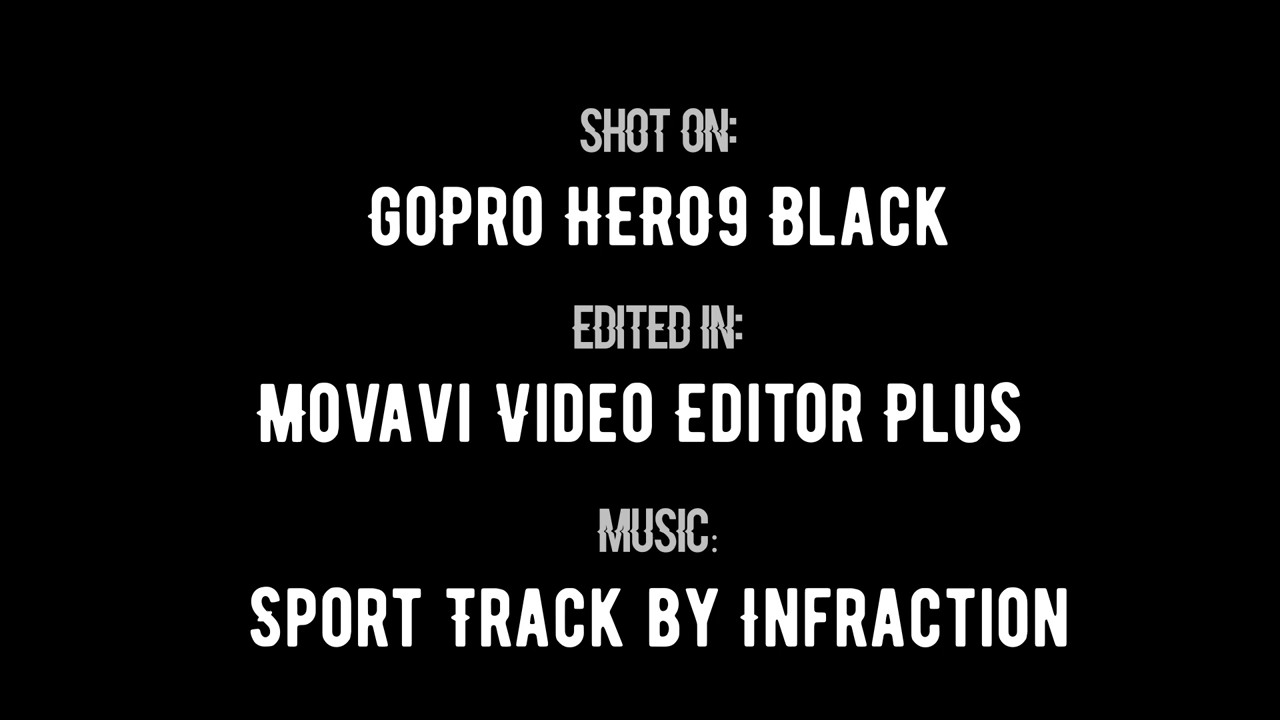 SHOT ON:
GOPRO HERO9 BLACK
EDITED IN:
MOVAVI VIDEO EDITOR PLUS
MUSIC:
SPORT TRACK BY INFRACTION